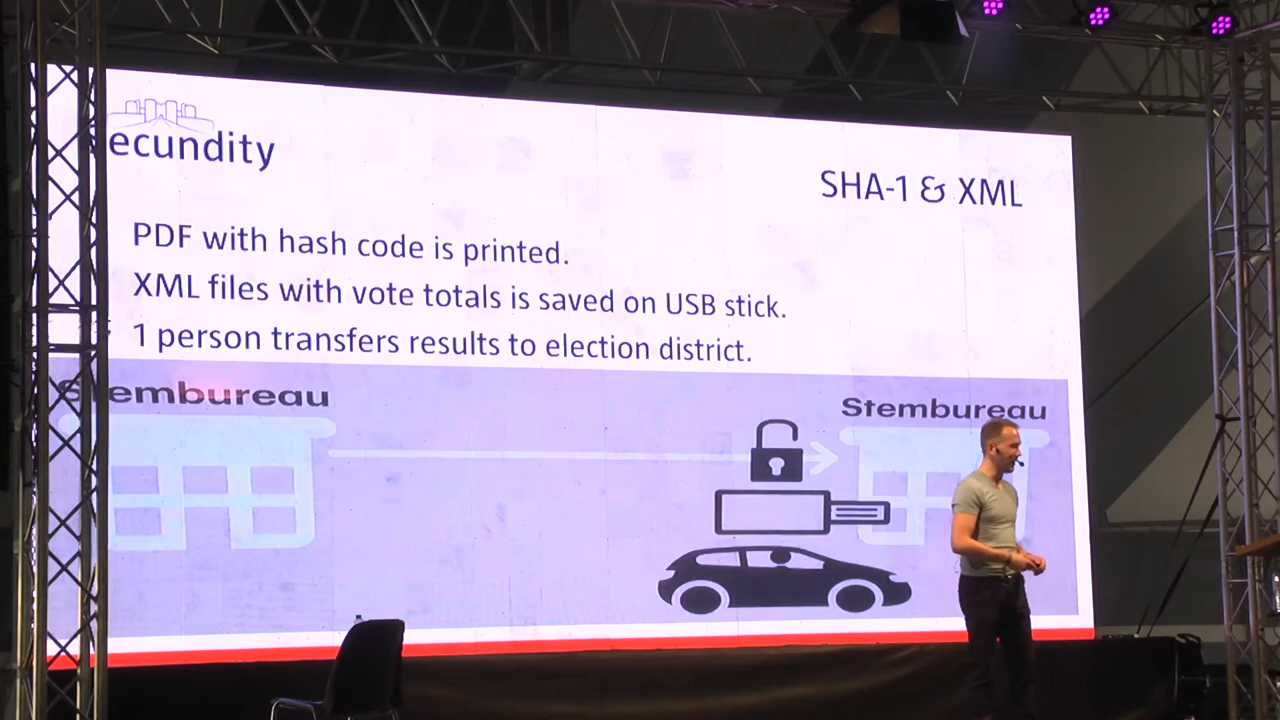 ecundity
SHA-1 & XML
PDF with hash code is printed.
XML files with vote totals is saved on USB stick.
1 person transfers results to election district.
Stembureau
Stembureau